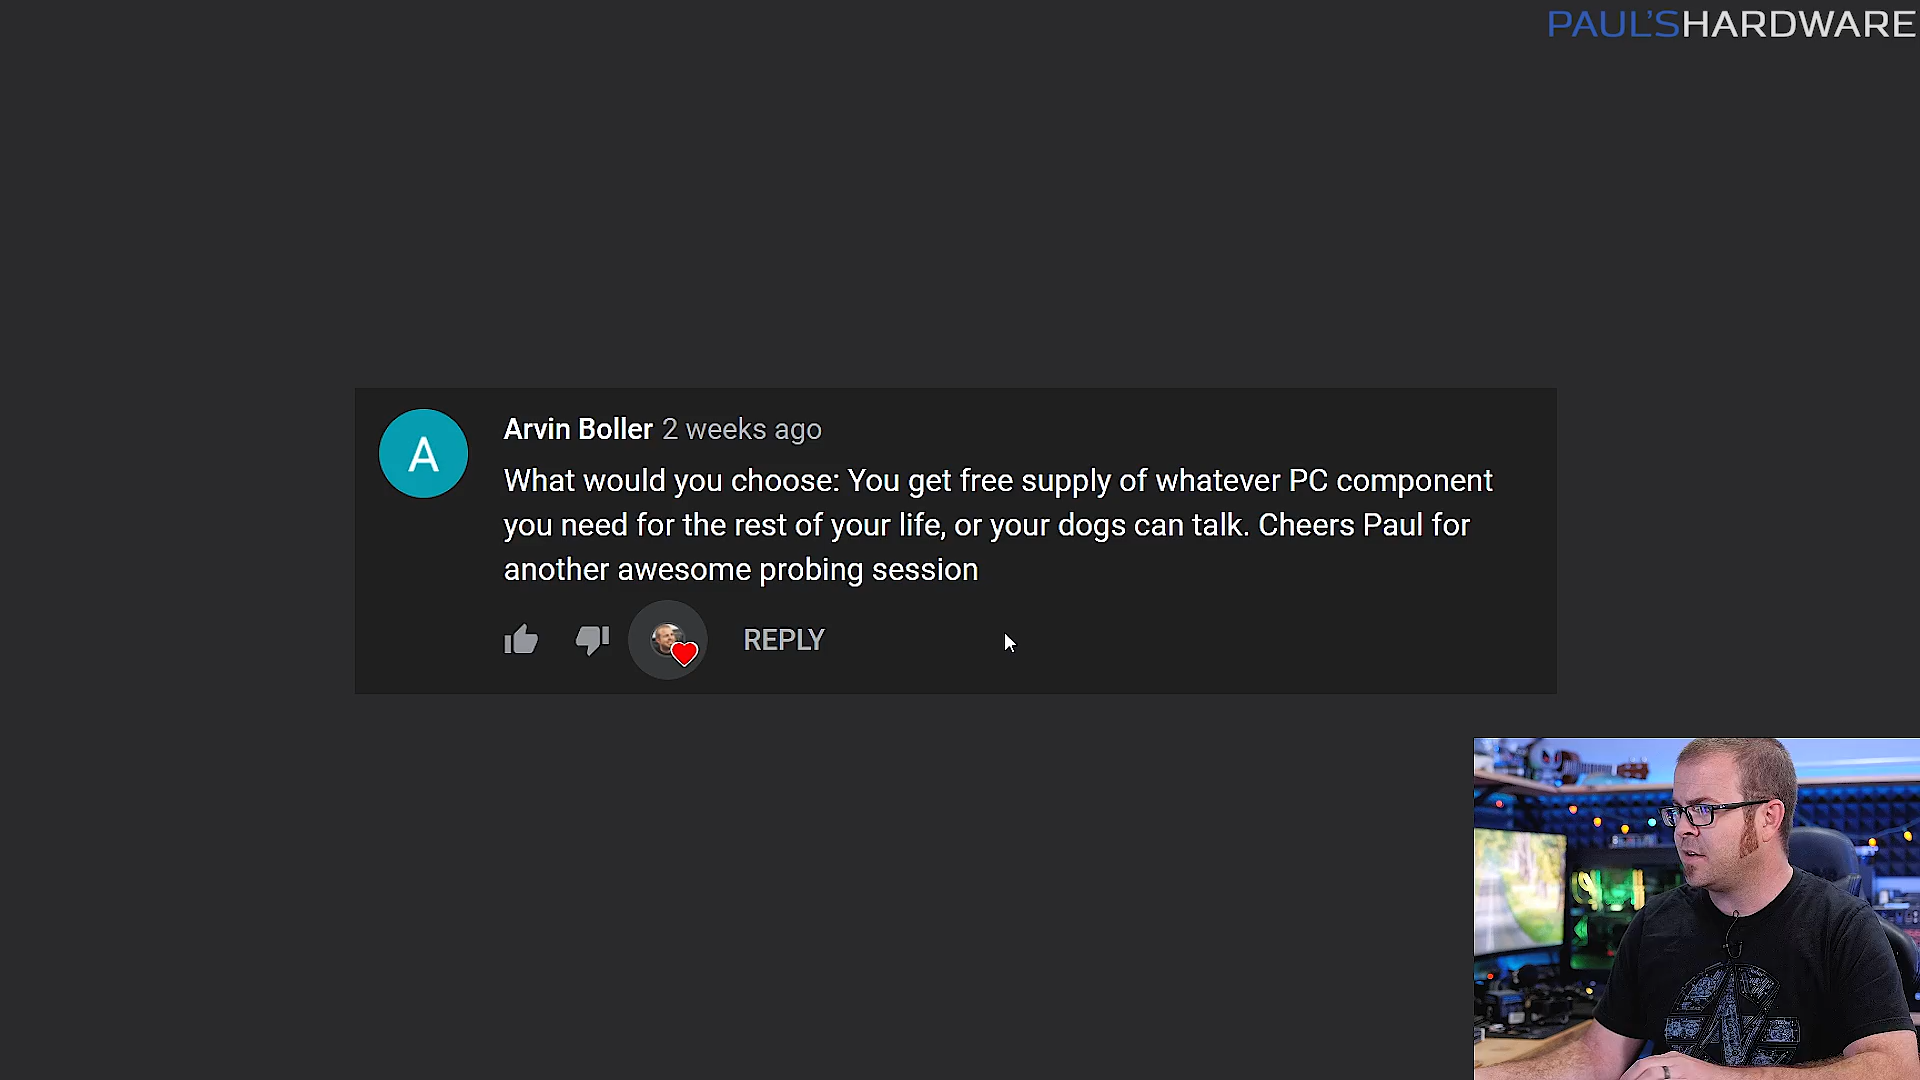 PAUL'SHARDWARE
A
Arvin Boller 2 weeks ago
What would you choose: You get free supply of whatever PC component
you need for the rest of your life, or your dogs can talk. Cheers Paul for
another awesome probing session
REPLY